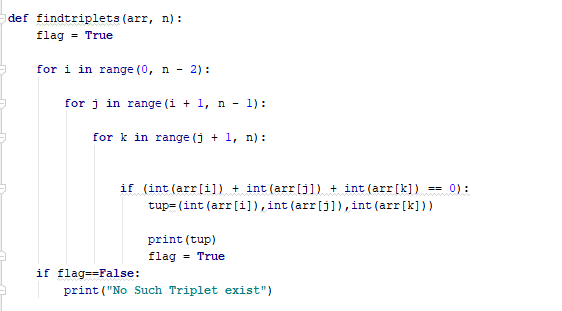 def findtriplets(arr, n):
    flag = True
    for i in range(0, n - 2):
        for j in range(i + 1, n - 1):
            for k in range(j + 1, n):
                if (int(arr[i]) + int(arr[j]) + int(arr[k]) == 0):
                    tup=(int(arr[i]),int(arr[j]),int(arr[k]))
                    print(tup)
                    flag = True
    if flag==False:
        print("No Such Triplet exist")